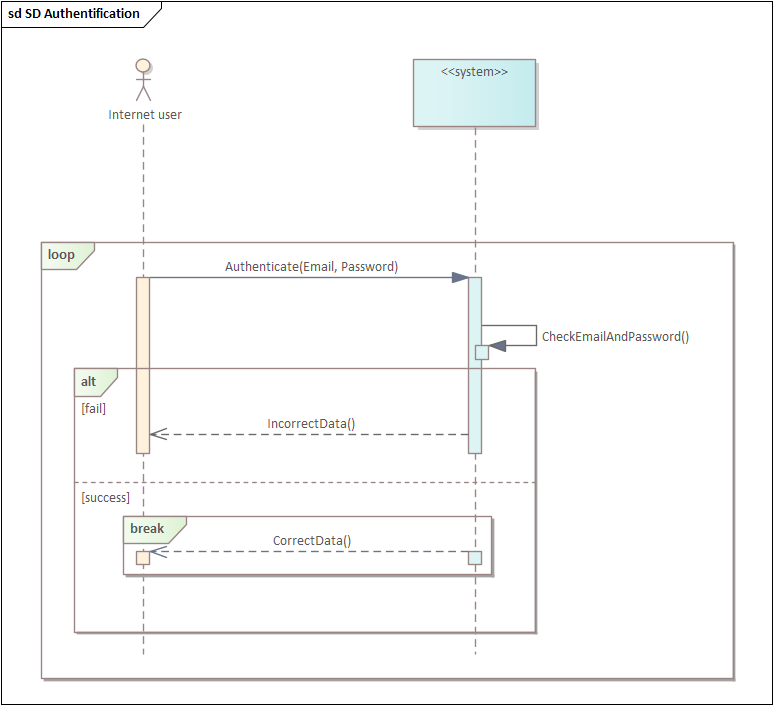 sd SD Authentification
<<system>>
Internet user
loop
Authenticate(Email, Password)
CheckEmailAndPassword()
alt
[fail]
IncorrectData()
[success]
break
CorrectData()